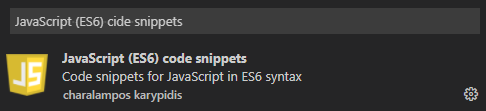 JavaScript (ES6) cide snippets
JS
JavaScript (ES6) code snippets
Code snippets for JavaScript in ES6 syntax
charalampos karypidis